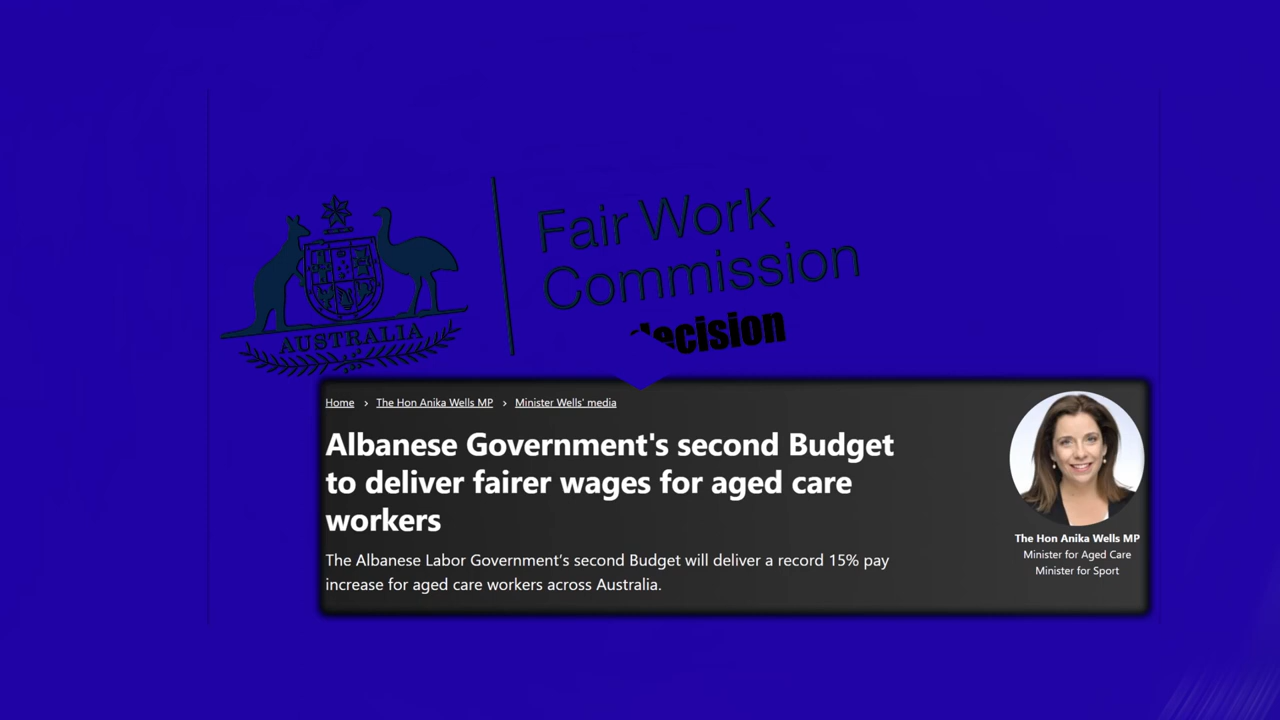 Fair Work
Commission
AUSTRALIA
decision
Home › The Hon Anika Wells MP › Minister Wells' media
Albanese Government's second Budget
to deliver fairer wages for aged care
workers
The Albanese Labor Government's second Budget will deliver a record 15% pay
increase for aged care workers across Australia.
The Hon Anika Wells MP
Minister for Aged Care
Minister for Sport